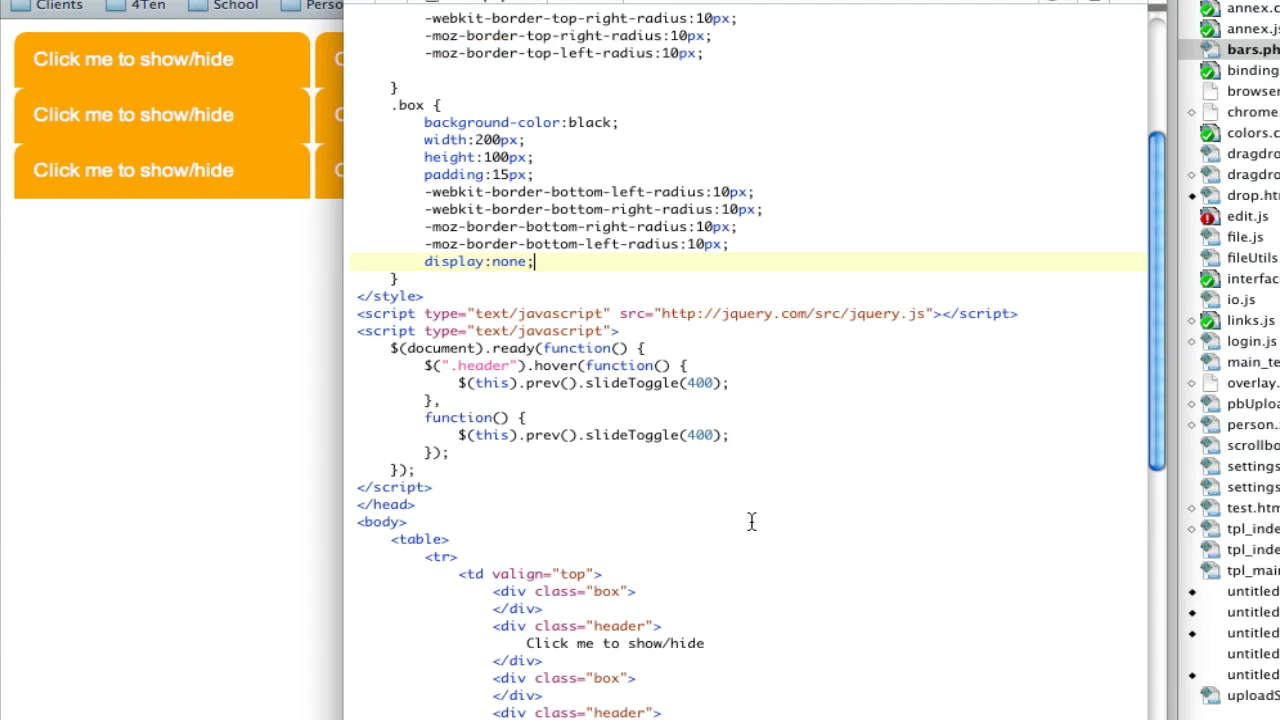 Clients
4Ten
School
Perso
Click me to show/hide
Click me to show/hide
Click me to show/hide
-webkit-border-top-right-radius:10px;
-moz-border-top-right-radius:10px;
-moz-border-top-left-radius:10px;
}
.box {
background-color:black;
width:200px;
height:100px;
padding:15px;
-webkit-border-bottom-left-radius:10px;
-webkit-border-bottom-right-radius:10px;
-moz-border-bottom-right-radius:10px;
-moz-border-bottom-left-radius:10px;
display:none;
}
</style>
<script type="text/javascript" src="http://jquery.com/src/jquery.js"></script>
<script type="text/javascript">
$(document).ready(function() {
$(".header").hover(function() {
$(this).prev().slideToggle(400);
},
function() {
$(this).prev().slideToggle(400);
});
});
</script>
</head>
<body>
<table>
<tr>
<td valign="top">
<div class="box">
</div>
<div class="header">
Click me to show/hide
</div>
<div class="box">
</div>
<div class="header">
annex.c
annex.js
bars.ph
binding
browser
chrome.
colors.c
dragdro
dragdro
drop.htm
edit.js
file.js
fileUtils.
interfac
io.js
links.js
login.js
main_te
overlay.
pbUploa
person.
scrollbo
settings
settings
test.htm
tpl_inde
tpl_inde
tpl_mai
untitled
untitled
untitled
untitled
untitled
uploadS